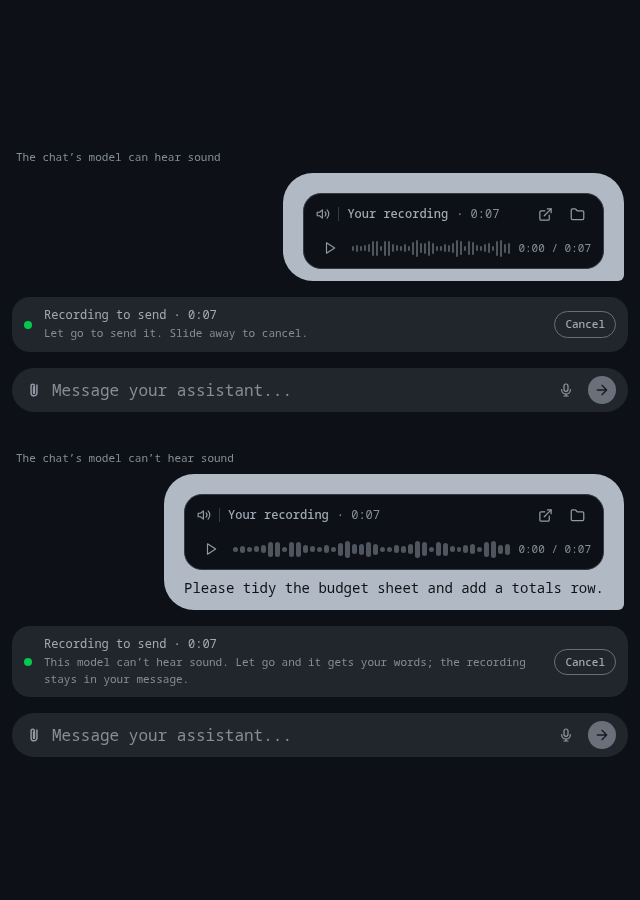 The chat’s model can hear sound
Your recording · 0:07
0:00 / 0:07
Recording to send · 0:07
Let go to send it. Slide away to cancel.
Cancel
Message your assistant...
The chat’s model can’t hear sound
Your recording · 0:07
0:00 / 0:07
Please tidy the budget sheet and add a totals row.
Recording to send · 0:07
This model can’t hear sound. Let go and it gets your words; the recording
stays in your message.
Cancel
Message your assistant...